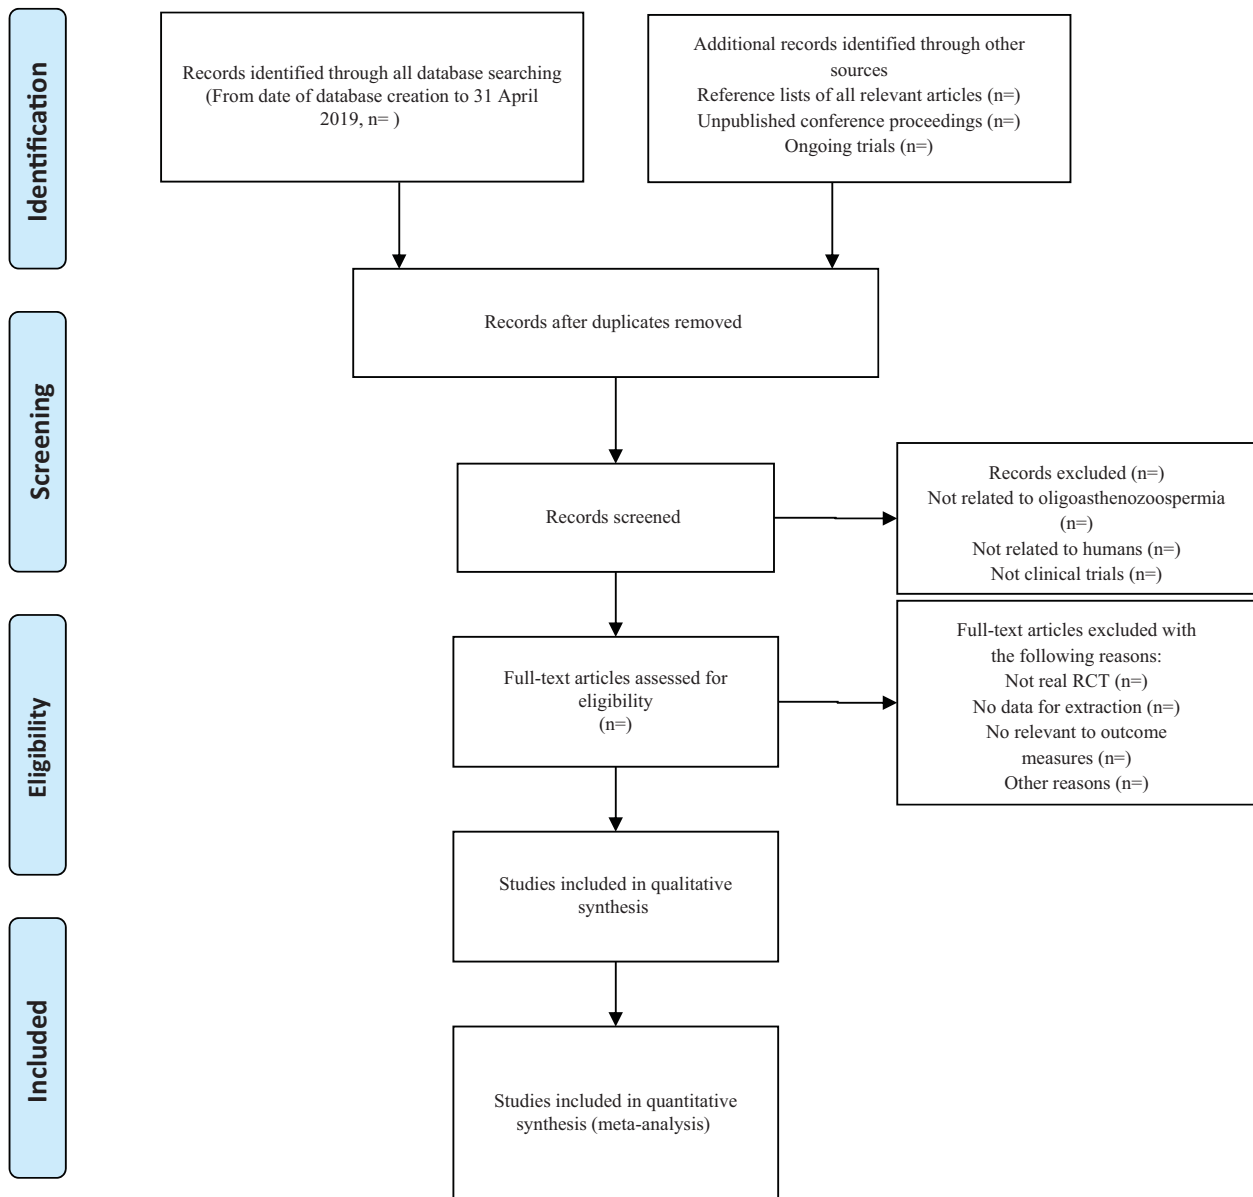 Identification
Records identified through all database searching
(From date of database creation to 31 April
2019, n= )
Additional records identified through other
sources
Reference lists of all relevant articles (n=)
Unpublished conference proceedings (n=)
Ongoing trials (n=)
Records after duplicates removed
Screening
Records screened
Records excluded (n=)
Not related to oligoasthenozoospermia
(n=)
Not related to humans (n=)
Not clinical trials (n=)
Eligibility
Full-text articles assessed for
eligibility
(n=)
Full-text articles excluded with
the following reasons:
Not real RCT (n=)
No data for extraction (n=)
No relevant to outcome
measures (n=)
Other reasons (n=)
Studies included in qualitative
synthesis
Included
Studies included in quantitative
synthesis (meta-analysis)